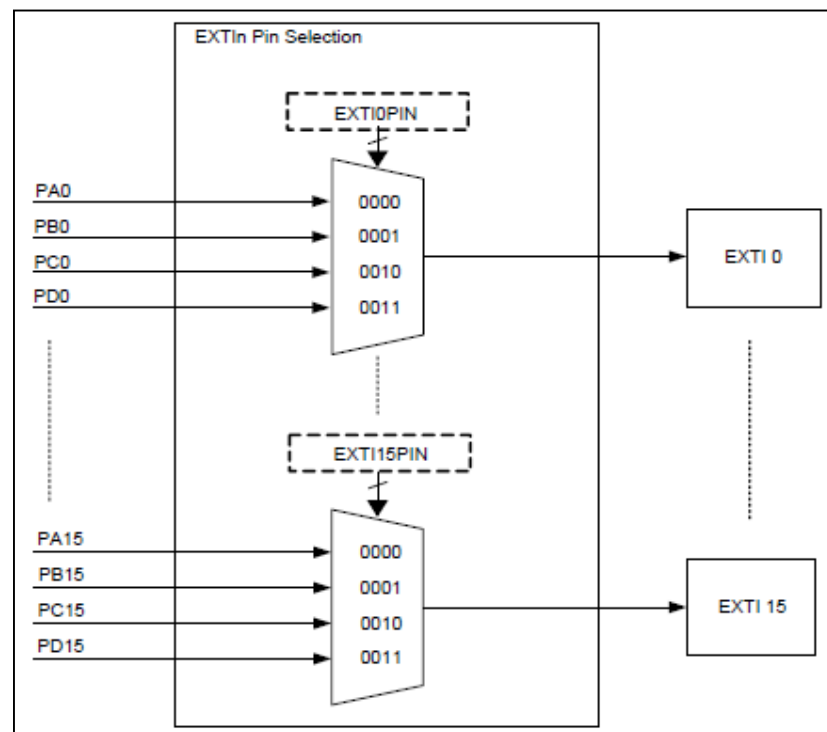 EXTIn Pin Selection
EXTI0PIN
PA0
0000
PB0
0001
PC0
0010
PD0
0011
EXTI 0
EXTI15PIN
PA15
0000
PB15
0001
PC15
0010
PD15
0011
EXTI 15